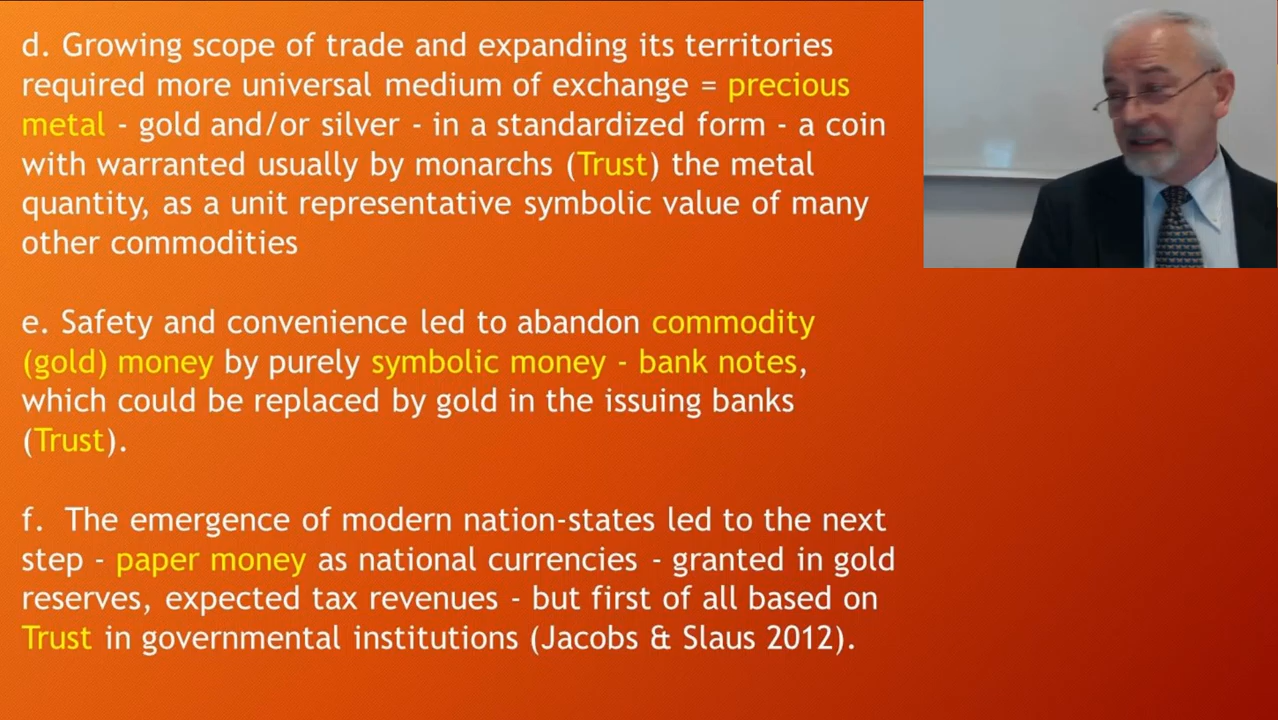 d. Growing scope of trade and expanding its territories
required more universal medium of exchange = precious
metal - gold and/or silver - in a standardized form - a coin
with warranted usually by monarchs (Trust) the metal
quantity, as a unit representative symbolic value of many
other commodities
e. Safety and convenience led to abandon commodity
(gold) money by purely symbolic money - bank notes,
which could be replaced by gold in the issuing banks
(Trust).
f. The emergence of modern nation-states led to the next
step - paper money as national currencies - granted in gold
reserves, expected tax revenues - but first of all based on
Trust in governmental institutions (Jacobs & Slaus 2012).